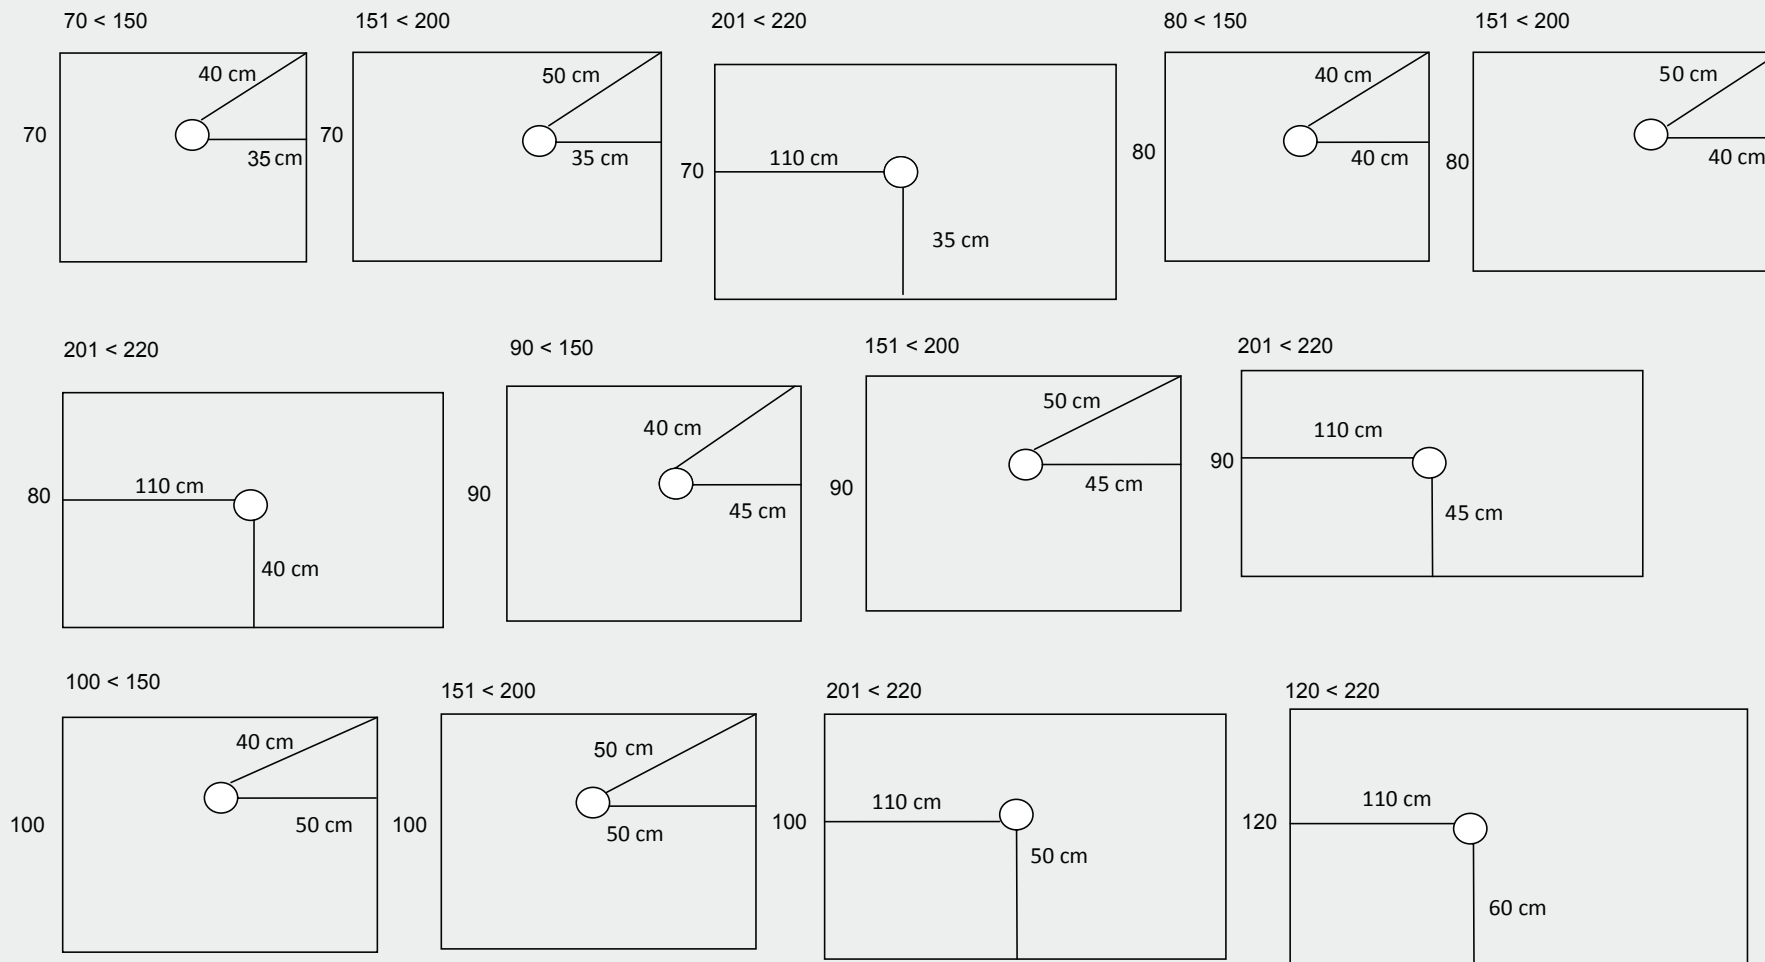 70 < 150
151 < 200
201 < 220
80 < 150
151 < 200
40 cm
50 cm
40 cm
50 cm
70
35 cm
70
35 cm
70
110 cm
35 cm
80
40 cm
80
40 cm
201 < 220
90 < 150
151 < 200
201 < 220
80
110 cm
40 cm
90
40 cm
45 cm
90
50 cm
45 cm
90
110 cm
45 cm
100 < 150
151 < 200
201 < 220
120 < 220
100
40 cm
50 cm
100
50 cm
50 cm
100
110 cm
50 cm
120
110 cm
60 cm